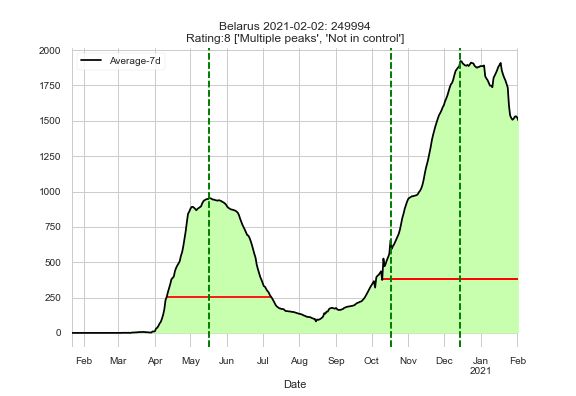 Belarus 2021-02-02: 249994
Rating:8 ['Multiple peaks', 'Not in control']
Average-7d
2000
1750
1500
1250
1000
750
500
250
0
Feb Mar Apr May Jun Jul Aug Sep Oct Nov Dec Jan Feb
2021
Date